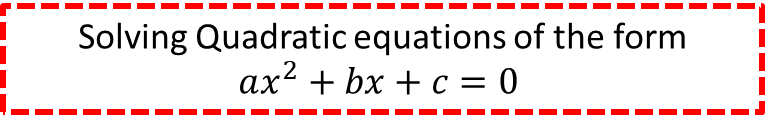 Solving Quadratic equations of the form
𝑎𝑥² + 𝑏𝑥 + 𝑐 = 0